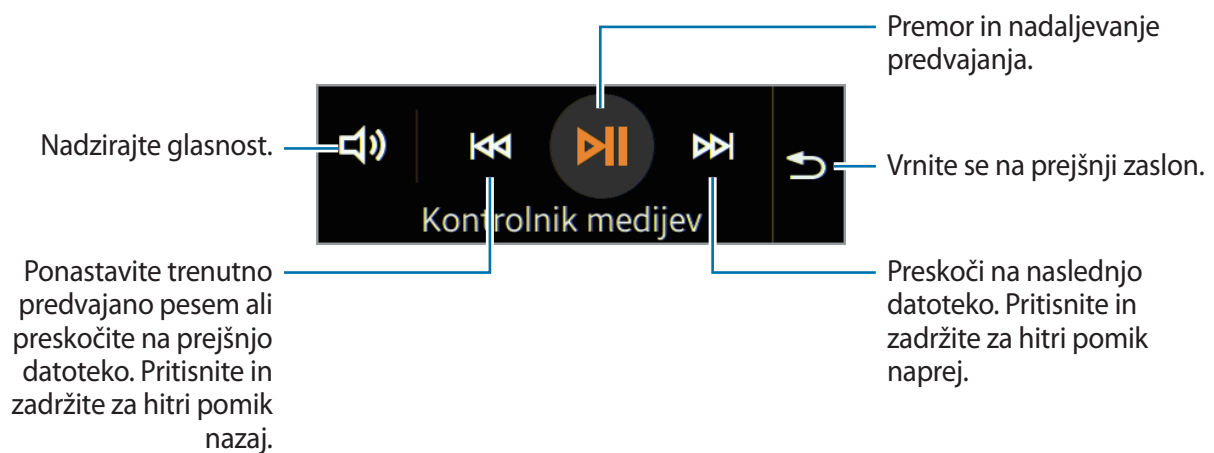 Premor in nadaljevanje
predvajanja.
Nadzirajte glasnost.
Vrnite se na prejšnji zaslon.
Kontrolnik medijev
Ponastavite trenutno
predvajano pesem ali
preskočite na prejšnjo
datoteko. Pritisnite in
zadržite za hitri pomik
nazaj.
Preskoči na naslednjo
datoteko. Pritisnite in
zadržite za hitri pomik
naprej.